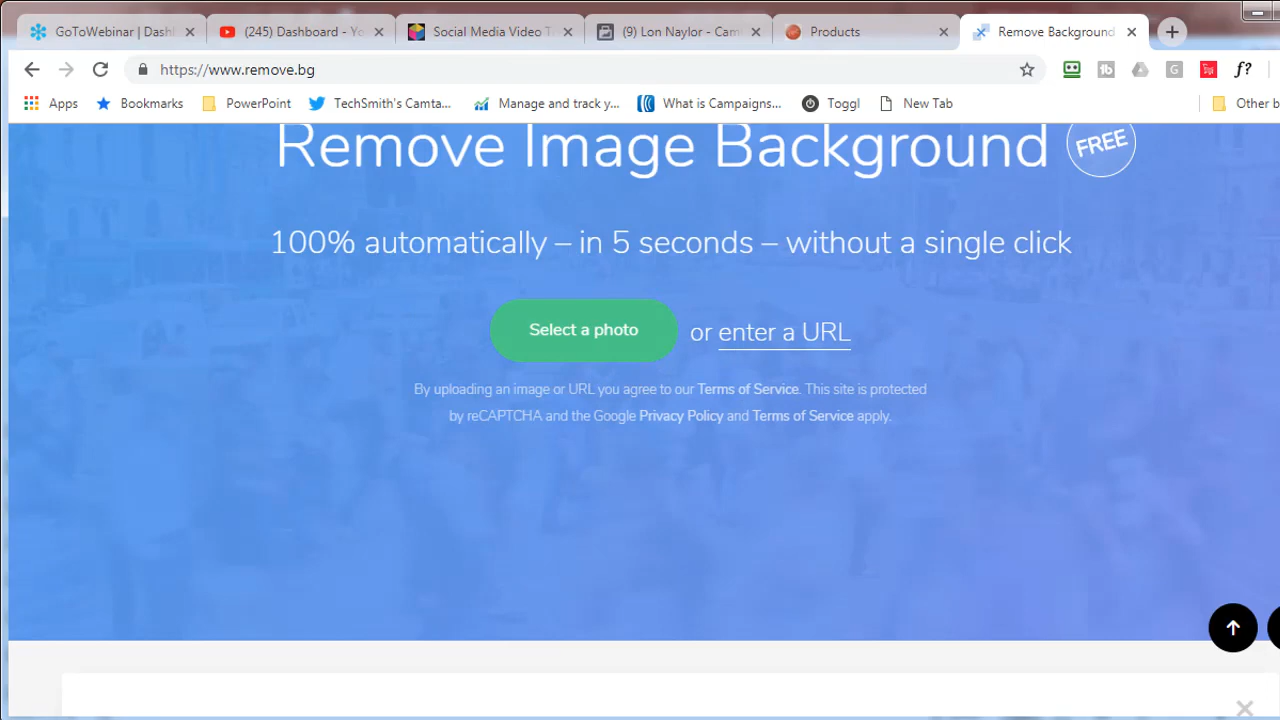 GoToWebinar | Dash
(245) Dashboard - Yo
Social Media Video T
(9) Lon Naylor - Cam
Products
Remove Background
https://www.remove.bg
tb
G
f?
Apps
Bookmarks
PowerPoint
TechSmith's Camta...
Manage and track y...
What is Campaigns...
Toggl
New Tab
Other b
Remove Image Background
FREE
100% automatically – in 5 seconds – without a single click
Select a photo
or enter a URL
By uploading an image or URL you agree to our Terms of Service. This site is protected
by reCAPTCHA and the Google Privacy Policy and Terms of Service apply.